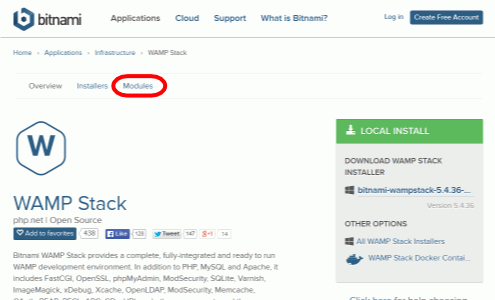 bitnami Applications Cloud Support What is Bitnami? Log in Create Free Account
Home › Applications › Infrastructure › WAMP Stack
Overview Installers Modules
W
LOCAL INSTALL
DOWNLOAD WAMP STACK
INSTALLER
bitnami-wampstack-5.4.36-...
Version 5.4.36
OTHER OPTIONS
All WAMP Stack Installers
WAMP Stack Docker Contai...
WAMP Stack
php.net | Open Source
Add to favorites 438 Like 128 Tweet 147 +1 14
Bitnami WAMP Stack provides a complete, fully-integrated and ready to run
WAMP development environment. In addition to PHP, MySQL and Apache, it
includes FastCGI, OpenSSL, phpMyAdmin, ModSecurity, SQLite, Varnish,
ImageMagick, xDebug, Xcache, OpenLDAP, ModSecurity, Memcache,